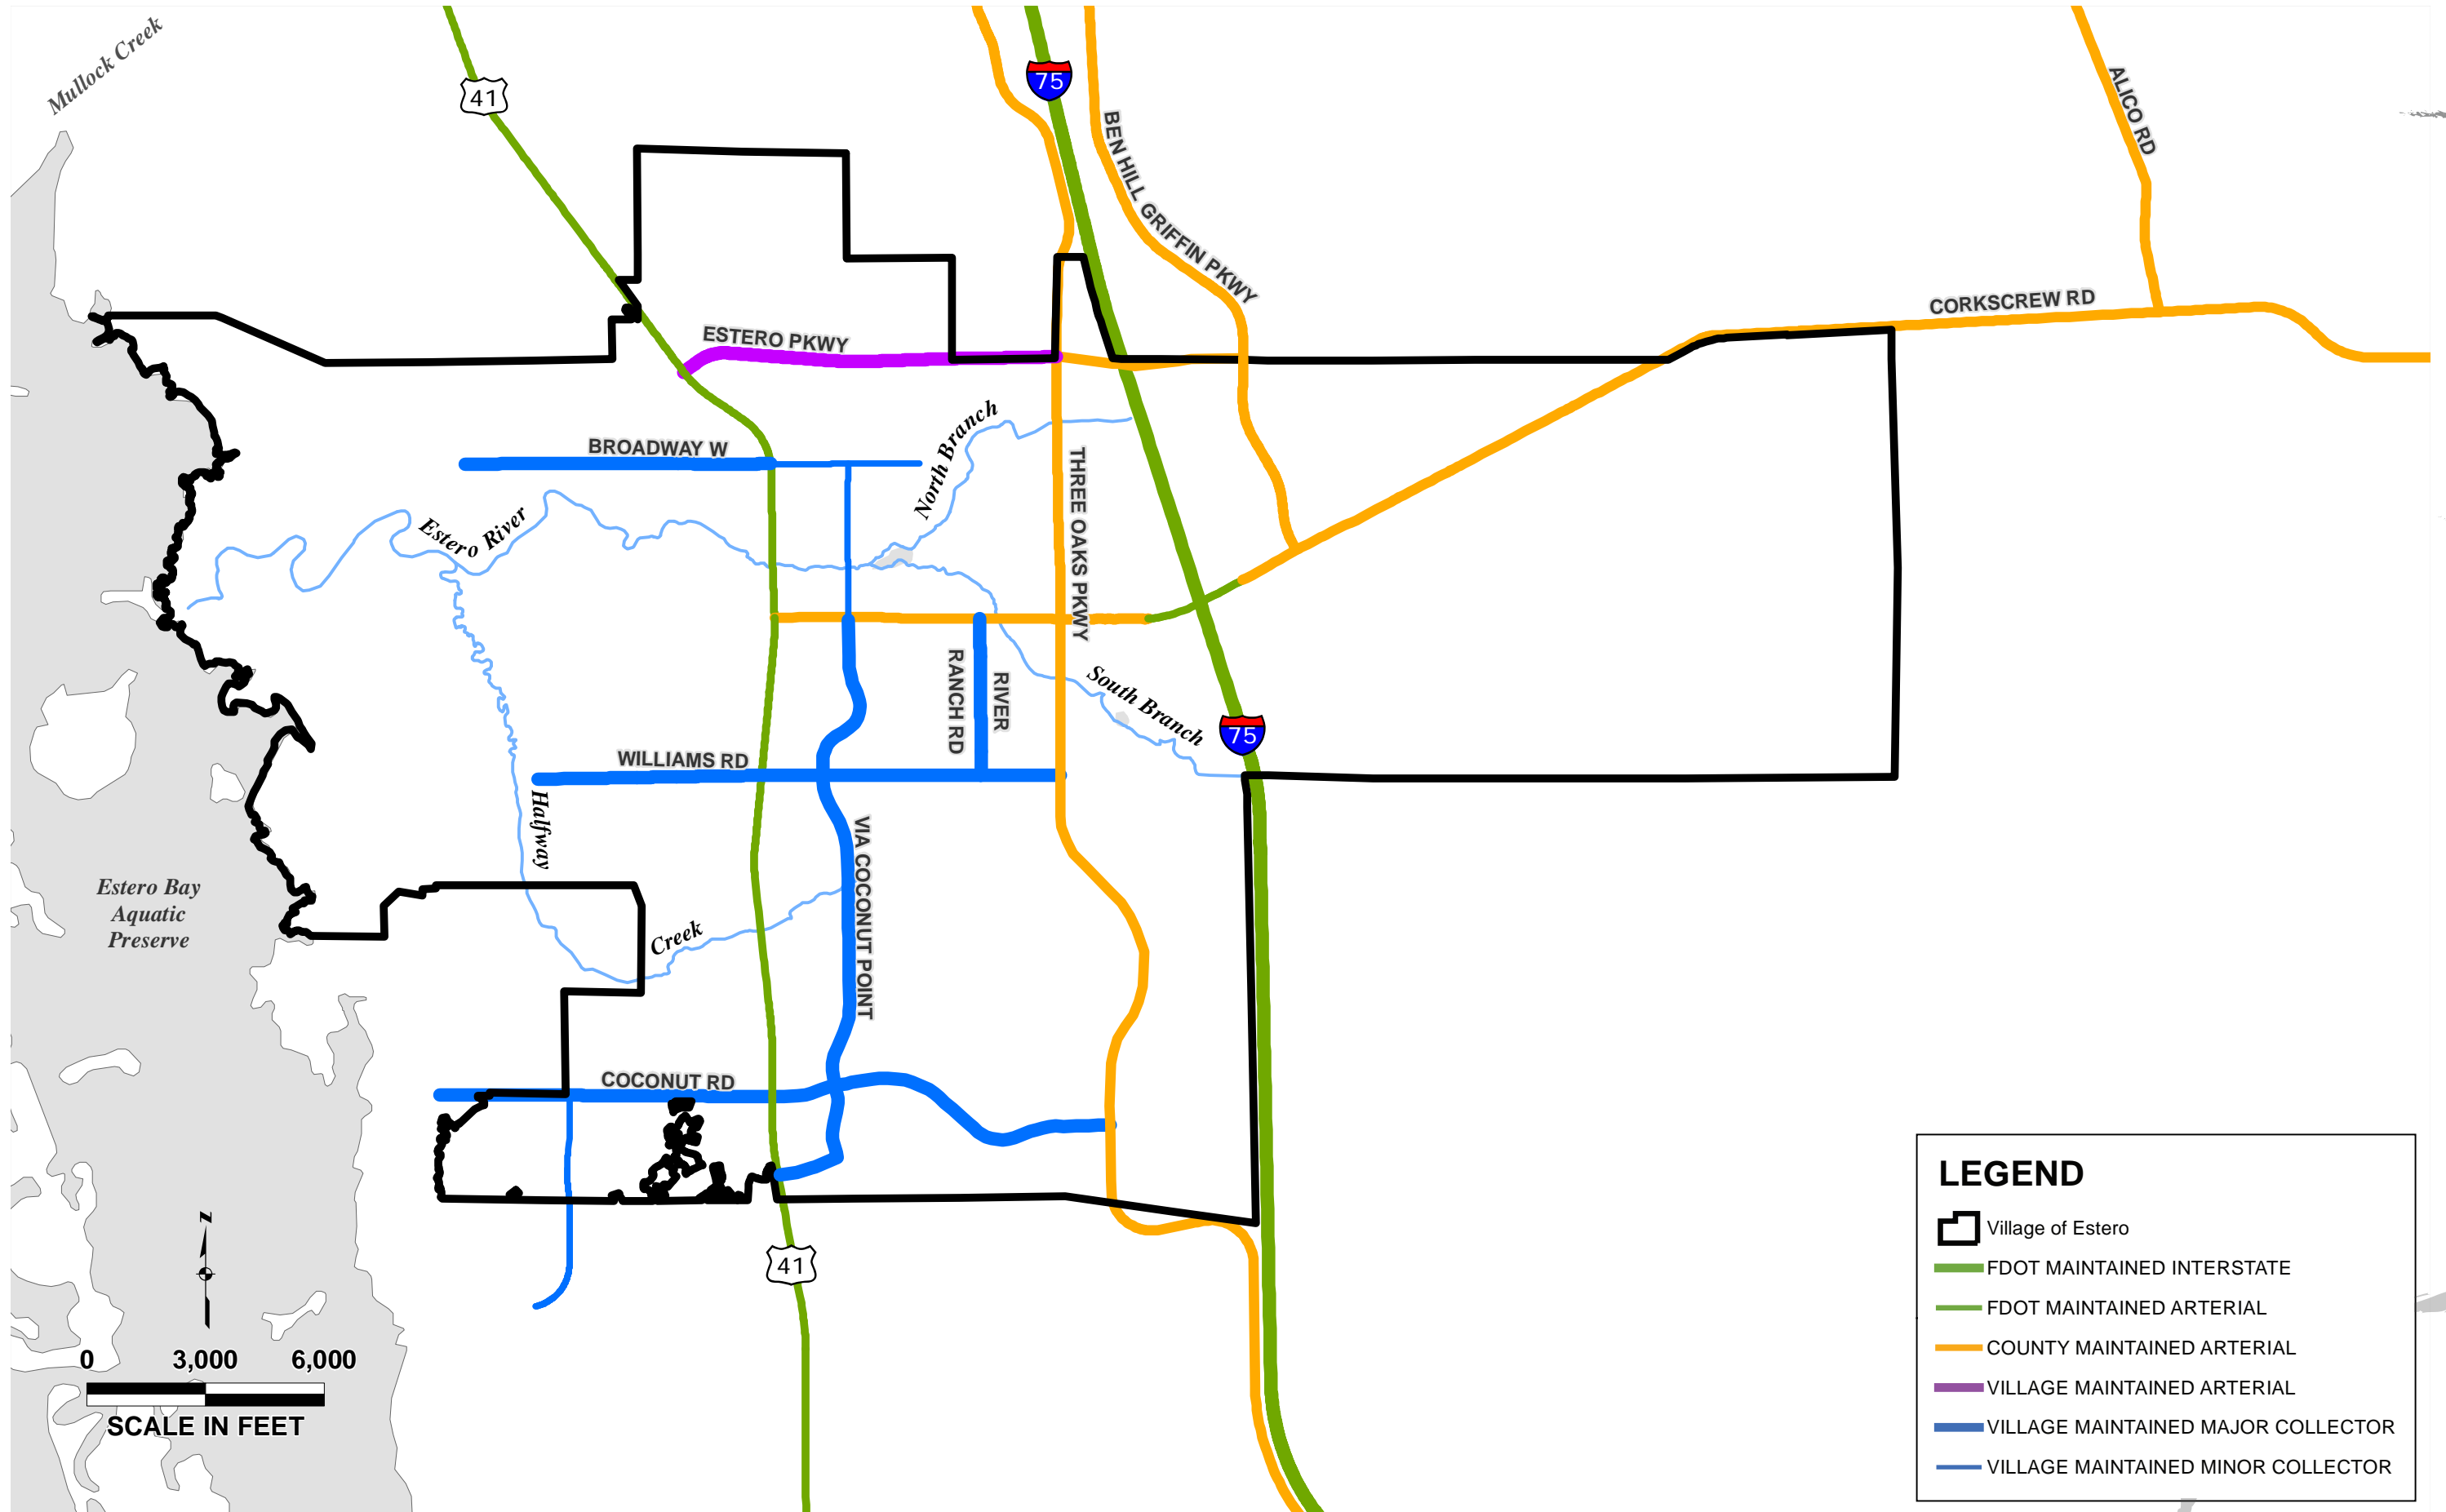 Mullock Creek
41
75
BEN HILL GRIFFIN PKWY
ALICO RD
CORKSCREW RD
ESTERO PKWY
BROADWAY W
North Branch
Estero River
THREE OAKS PKWY
RANCH RD
RIVER
South Branch
75
WILLIAMS RD
Halfway
VIA COCONUT POINT
Estero Bay
Aquatic
Preserve
Creek
COCONUT RD
41
N
0 3,000 6,000
SCALE IN FEET
LEGEND
Village of Estero
FDOT MAINTAINED INTERSTATE
FDOT MAINTAINED ARTERIAL
COUNTY MAINTAINED ARTERIAL
VILLAGE MAINTAINED ARTERIAL
VILLAGE MAINTAINED MAJOR COLLECTOR
VILLAGE MAINTAINED MINOR COLLECTOR